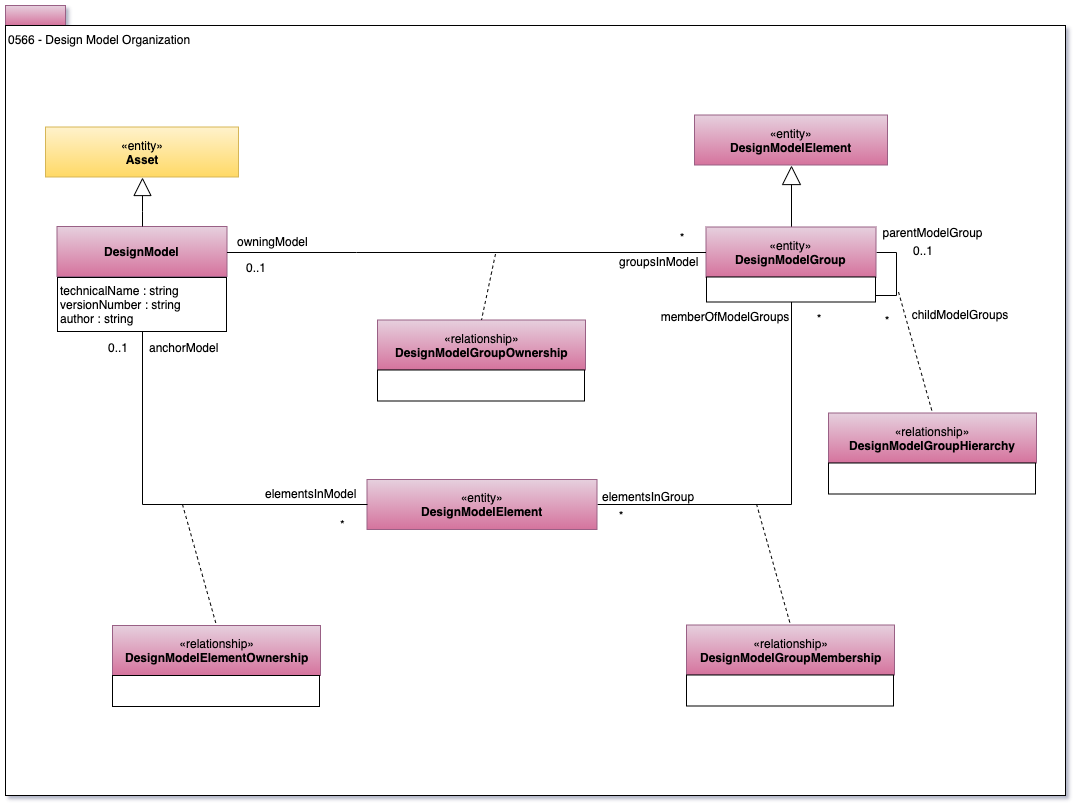 0566 - Design Model Organization
«entity»
Asset
«entity»
DesignModelElement
DesignModel
technicalName : string
versionNumber : string
author : string
owningModel
0..1
*
groupsInModel
«entity»
DesignModelGroup
parentModelGroup
0..1
memberOfModelGroups
*
*
childModelGroups
«relationship»
DesignModelGroupOwnership
0..1
anchorModel
«relationship»
DesignModelGroupHierarchy
elementsInModel
*
«entity»
DesignModelElement
elementsInGroup
*
«relationship»
DesignModelElementOwnership
«relationship»
DesignModelGroupMembership